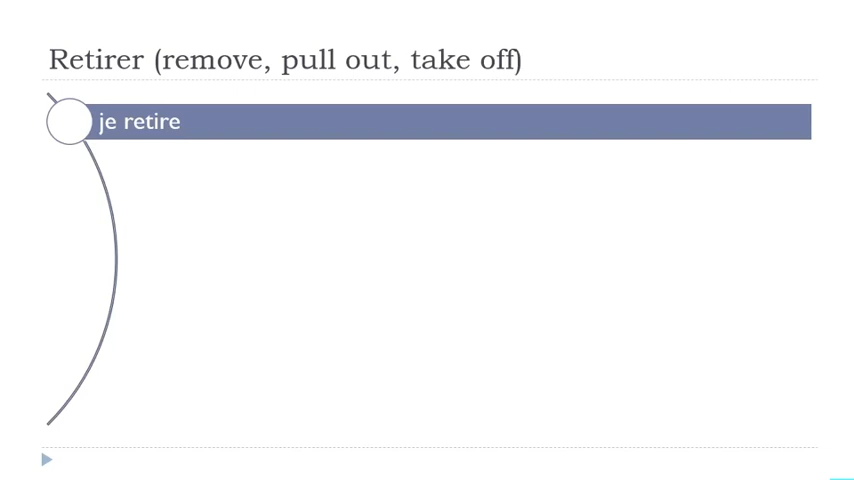 Retirer (remove, pull out, take off)
je retire